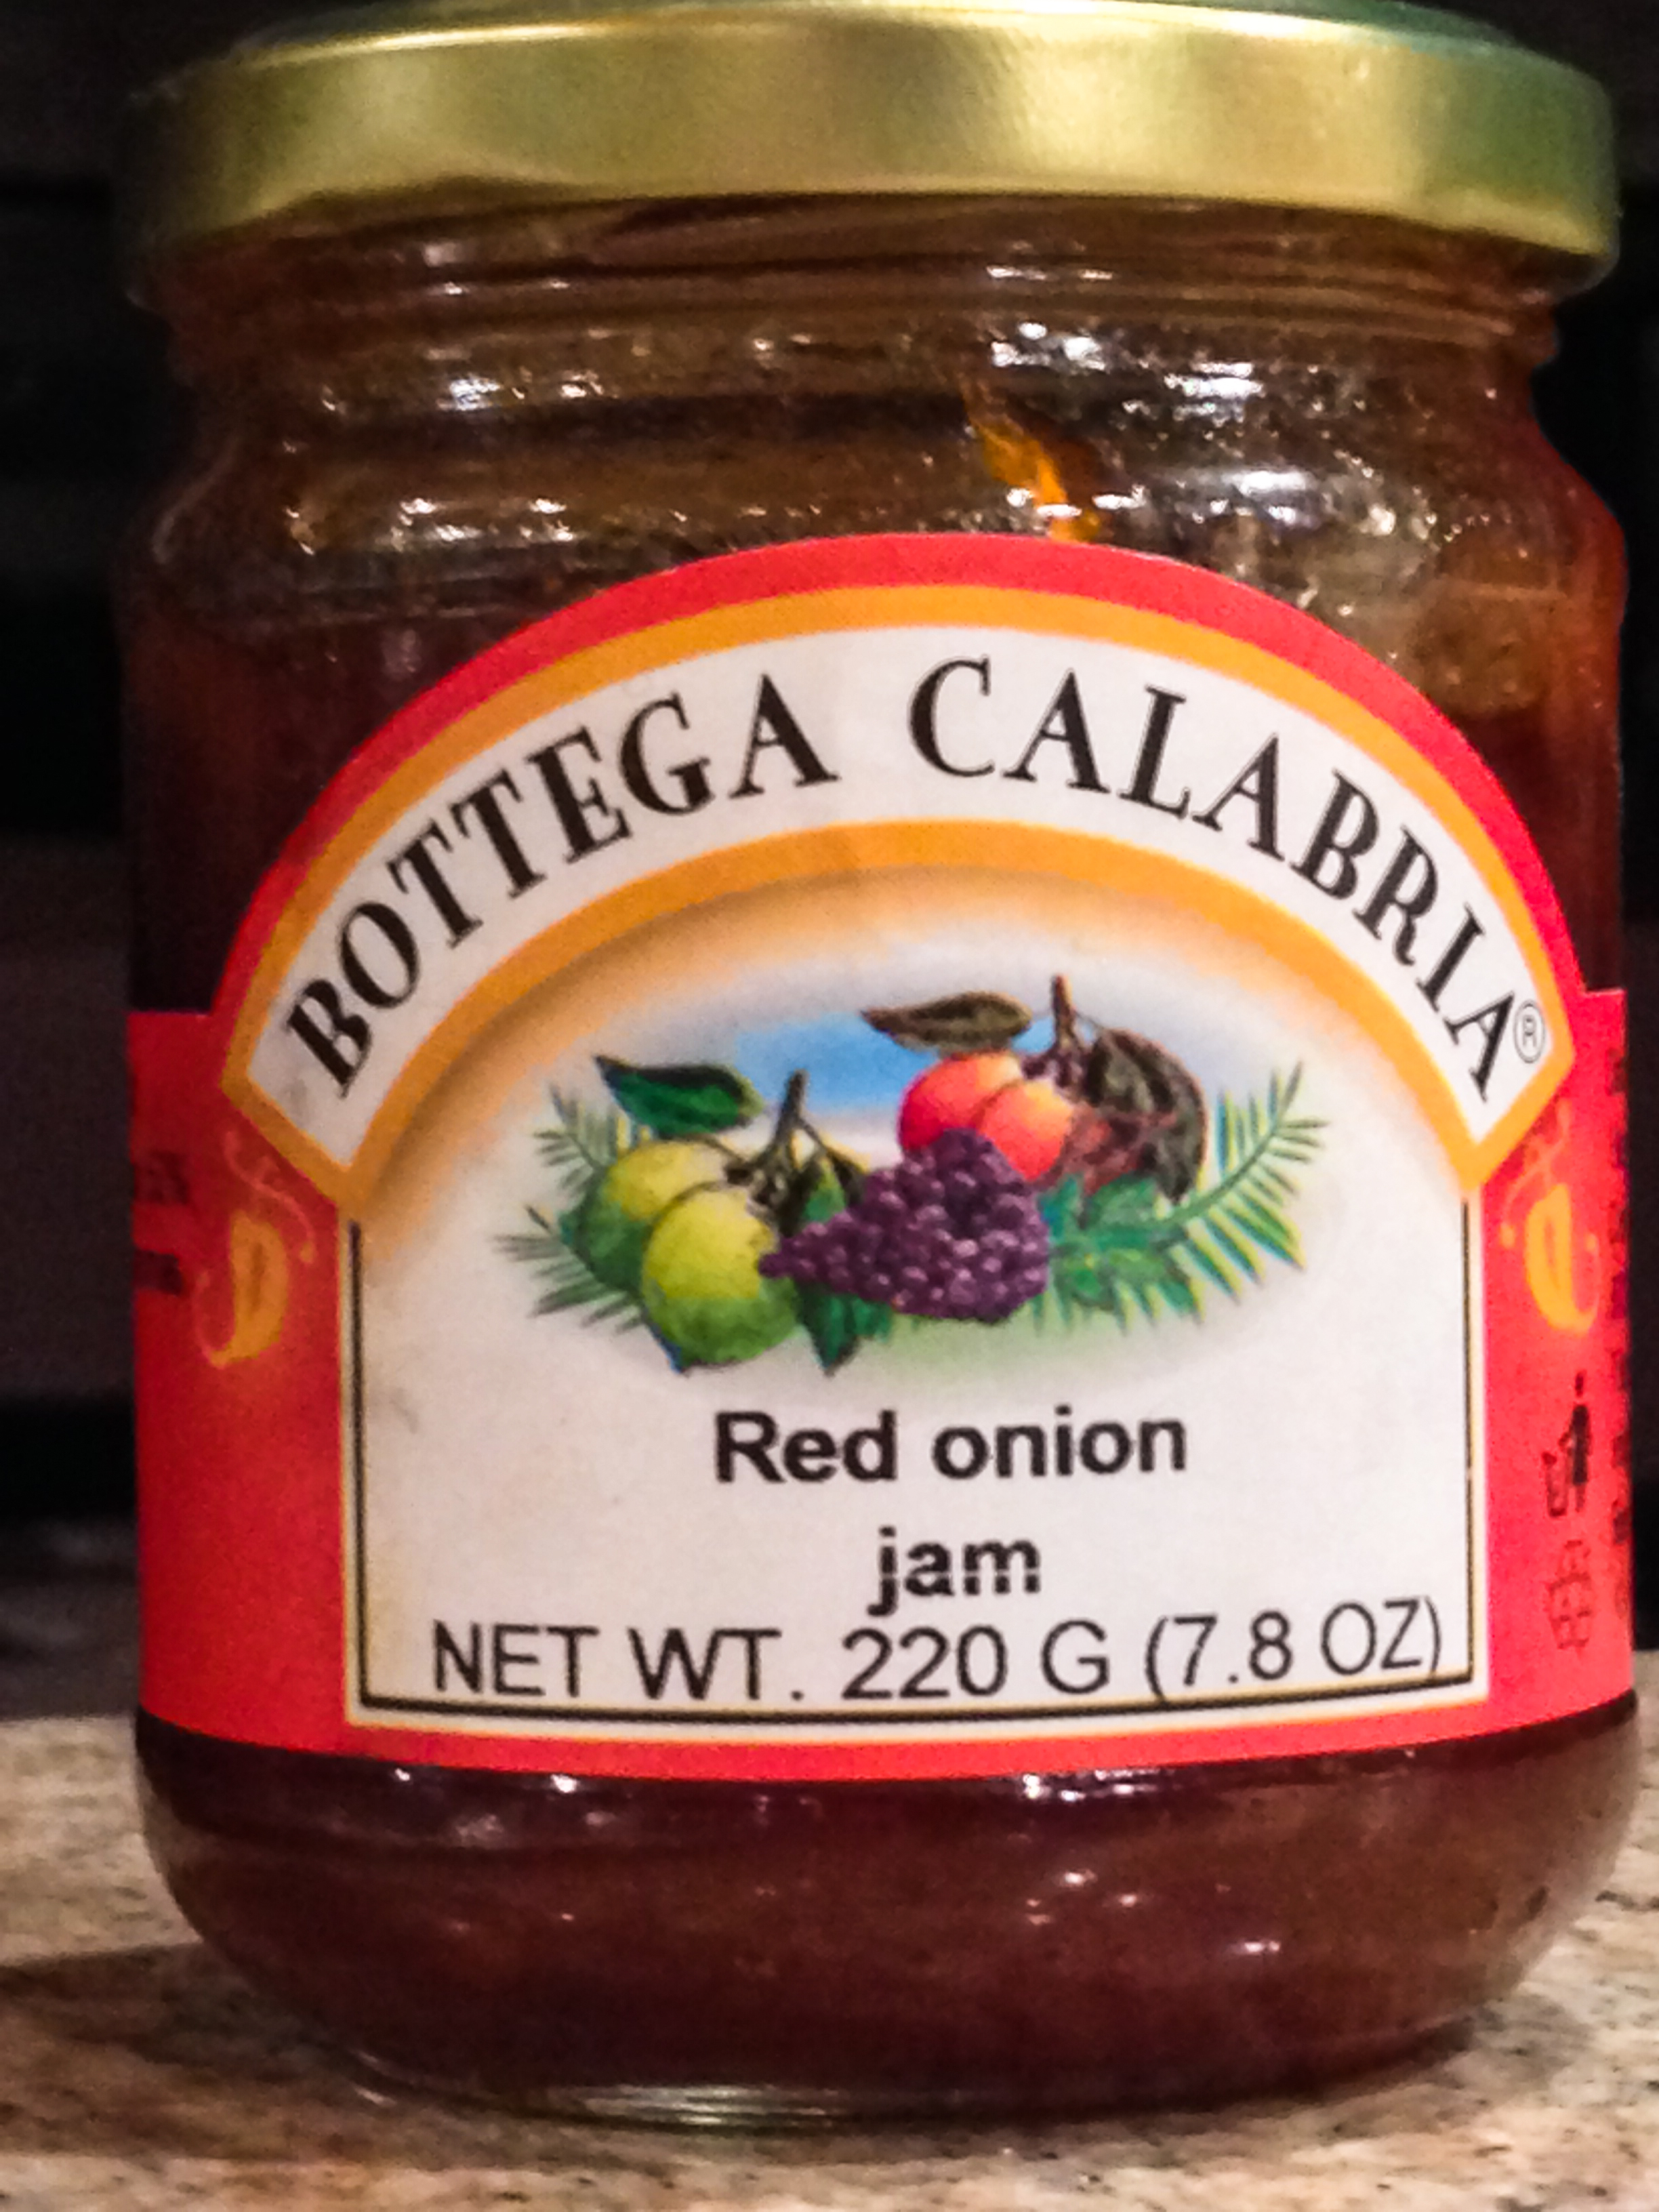 BOTTEGA CALABRIA®
Red onion
jam
NET WT. 220 G (7.8 OZ)